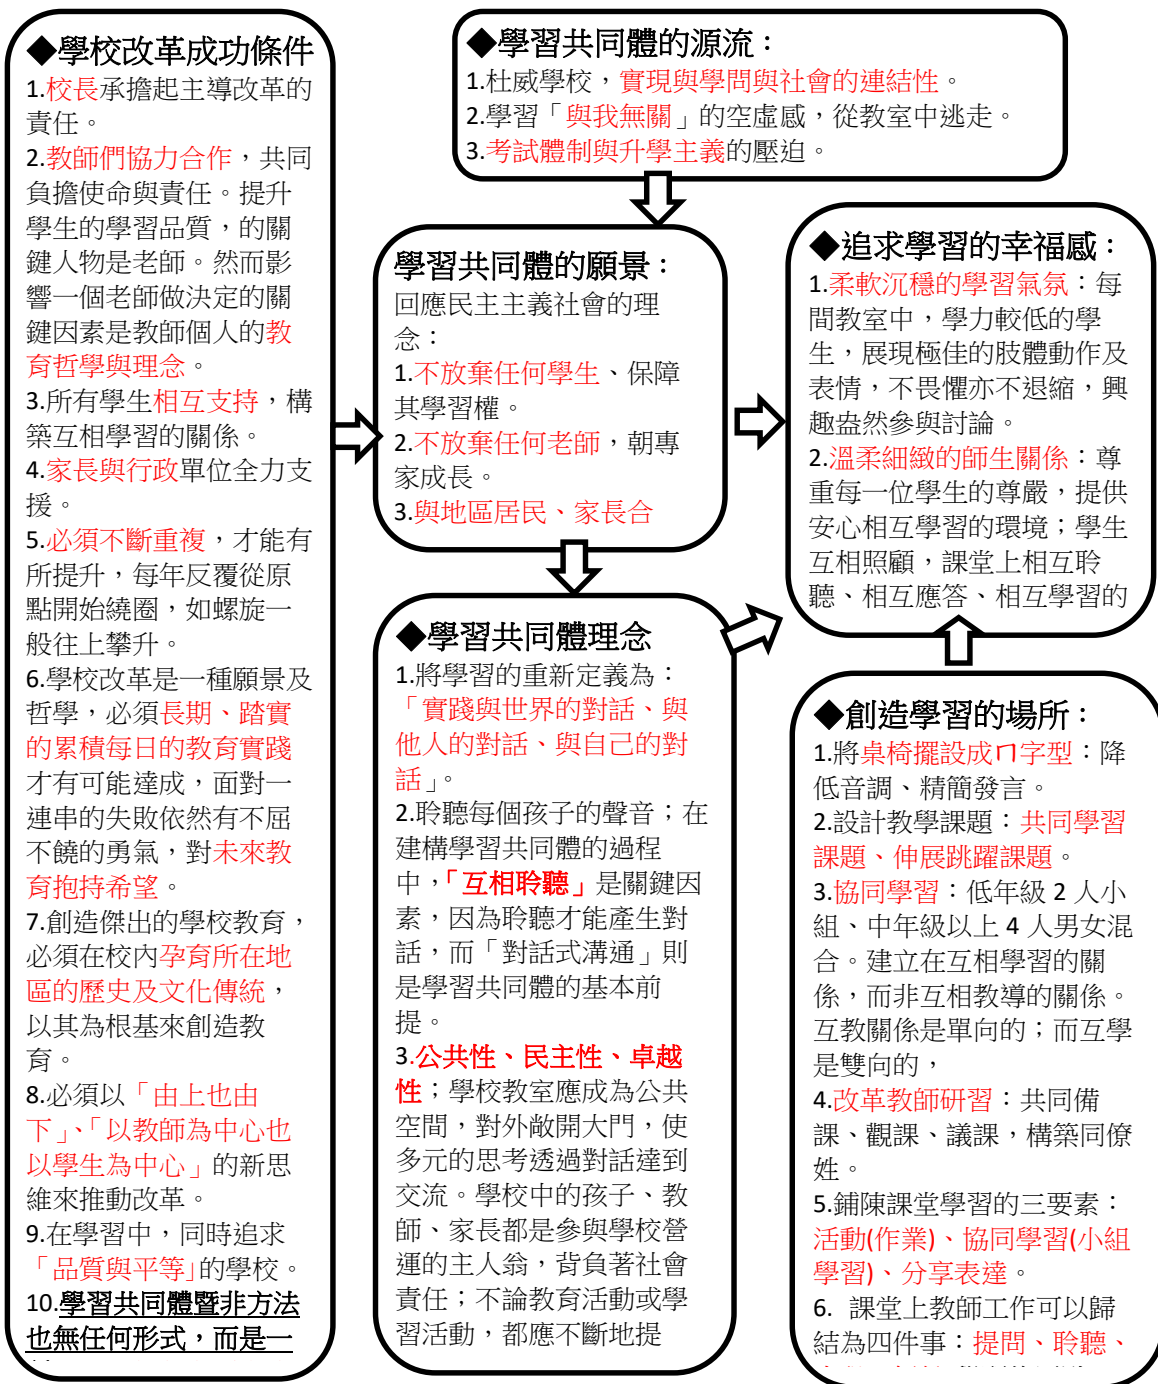 ◆學校改革成功條件
1.校長承擔起主導改革的
責任。
2.教師們協力合作，共同
負擔使命與責任。提升
學生的學習品質，的關
鍵人物是老師。然而影
響一個老師做決定的關
鍵因素是教師個人的教
育哲學與理念。
3.所有學生相互支持，構
築互相學習的關係。
4.家長與行政單位全力支
援。
5.必須不斷重複，才能有
所提升，每年反覆從原
點開始繞圈，如螺旋一
般往上攀升。
6.學校改革是一種願景及
哲學，必須長期、踏實
的累積每日的教育實踐
才有可能達成，面對一
連串的失敗依然有不屈
不饒的勇氣，對未來教
育抱持希望。
7.創造傑出的學校教育，
必須在校內孕育所在地
區的歷史及文化傳統，
以其為根基來創造教
育。
8.必須以「由上也由
下」、「以教師為中心也
以學生為中心」的新思
維來推動改革。
9.在學習中，同時追求
「品質與平等」的學校。
10.學習共同體暨非方法
也無任何形式，而是一
◆學習共同體的源流：
1.杜威學校，實現與學問與社會的連結性。
2.學習「與我無關」的空虛感，從教室中逃走。
3.考試體制與升學主義的壓迫。
學習共同體的願景：
回應民主主義社會的理
念：
1.不放棄任何學生、保障
其學習權。
2.不放棄任何老師，朝專
家成長。
3.與地區居民、家長合
◆學習共同體理念
1.將學習的重新定義為：
「實踐與世界的對話、與
他人的對話、與自己的對
話」。
2.聆聽每個孩子的聲音；在
建構學習共同體的過程
中，「互相聆聽」是關鍵因
素，因為聆聽才能產生對
話，而「對話式溝通」則
是學習共同體的基本前
提。
3.公共性、民主性、卓越
性；學校教室應成為公共
空間，對外敞開大門，使
多元的思考透過對話達到
交流。學校中的孩子、教
師、家長都是參與學校營
運的主人翁，背負著社會
責任；不論教育活動或學
習活動，都應不斷地提
◆追求學習的幸福感：
1.柔軟沉穩的學習氣氛：每
間教室中，學力較低的學
生，展現極佳的肢體動作及
表情，不畏懼亦不退縮，興
趣盎然參與討論。
2.溫柔細緻的師生關係：尊
重每一位學生的尊嚴，提供
安心相互學習的環境；學生
互相照顧，課堂上相互聆
聽、相互應答、相互學習的
◆創造學習的場所：
1.將桌椅擺設成ㄇ字型：降
低音調、精簡發言。
2.設計教學課題：共同學習
課題、伸展跳躍課題。
3.協同學習：低年級 2 人小
組、中年級以上 4 人男女混
合。建立在互相學習的關
係，而非互相教導的關係。
互教關係是單向的；而互學
是雙向的，
4.改革教師研習：共同備
課、觀課、議課，構築同僚
姓。
5.鋪陳課堂學習的三要素：
活動(作業)、協同學習(小組
學習)、分享表達。
6. 課堂上教師工作可以歸
結為四件事：提問、聆聽、